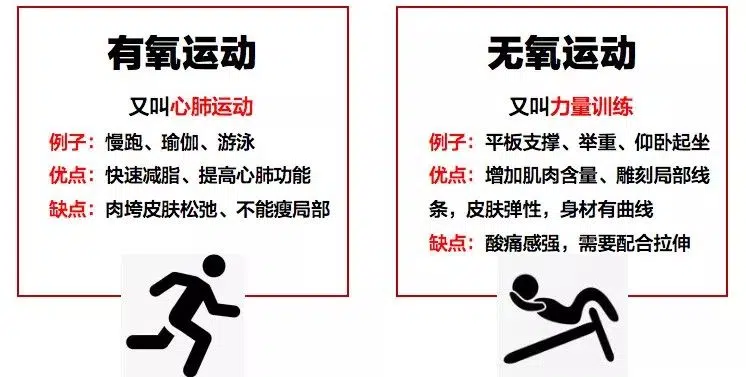 有氧运动
又叫心肺运动
例子：慢跑、瑜伽、游泳
优点：快速减脂、提高心肺功能
缺点：肉垮皮肤松弛、不能瘦局部
无氧运动
又叫力量训练
例子：平板支撑、举重、仰卧起坐
优点：增加肌肉含量、雕刻局部线
条，皮肤弹性，身材有曲线
缺点：酸痛感强，需要配合拉伸